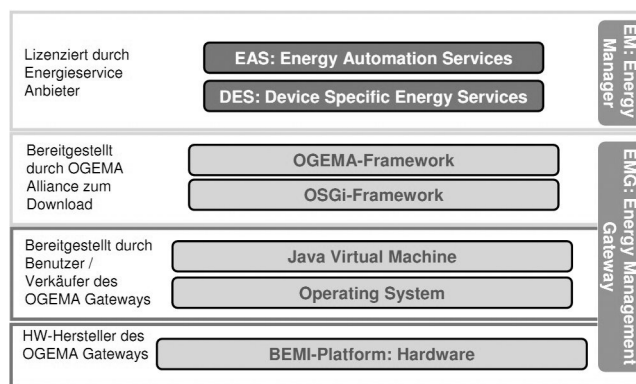 Lizenziert durch
Energieservice
Anbieter
EAS: Energy Automation Services
DES: Device Specific Energy Services
EM: Energy
Manager
Bereitgestellt
durch OGEMA
Alliance zum
Download
OGEMA-Framework
OSGi-Framework
EMG: Energy Management
Gateway
Bereitgestellt durch
Benutzer /
Verkäufer des
OGEMA Gateways
Java Virtual Machine
Operating System
HW-Hersteller des
OGEMA Gateways
BEMI-Platform: Hardware